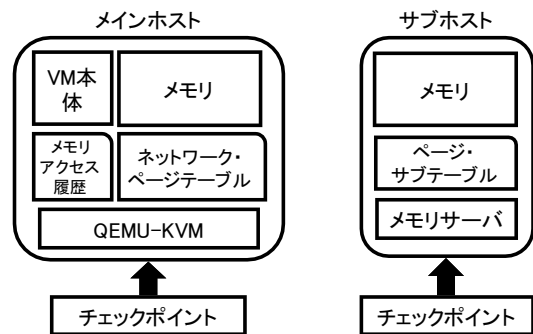 メインホスト
VM本
体
メモリ
メモリ
アクセス
履歴
ネットワーク・
ページテーブル
QEMU-KVM
チェックポイント
サブホスト
メモリ
ページ・
サブテーブル
メモリサーバ
チェックポイント